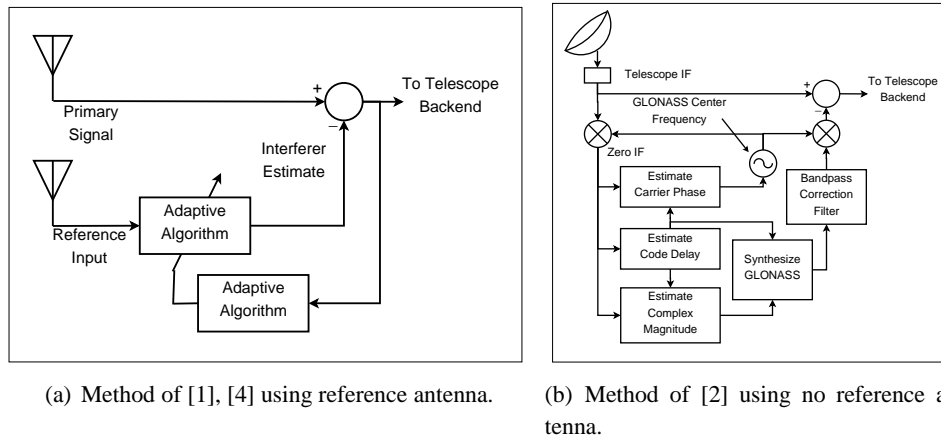 Primary
Signal
Reference
Input
Adaptive
Algorithm
Adaptive
Algorithm
+
−
Interferer
Estimate
To Telescope
Backend
(a) Method of [1], [4] using reference antenna.
Telescope IF
GLONASS Center
Frequency
Zero IF
Estimate
Carrier Phase
Estimate
Code Delay
Estimate
Complex
Magnitude
Synthesize
GLONASS
Bandpass
Correction
Filter
+
−
To Telescope
Backend
(b) Method of [2] using no reference a
tenna.